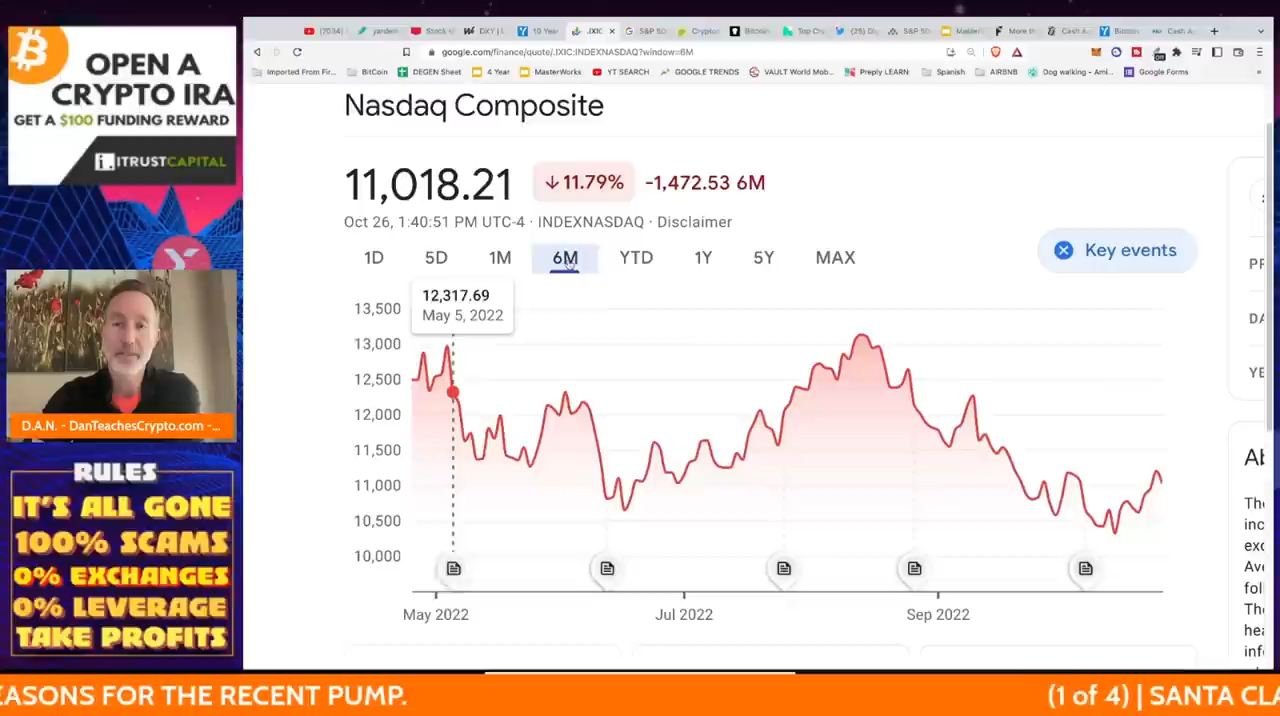 OPEN A
CRYPTO IRA
GET A $100 FUNDING REWARD
ITRUSTCAPITAL
D.A.N. - DanTeachesCrypto.com -...
RULES
IT'S ALL GONE
100% SCAMS
0% EXCHANGES
0% LEVERAGE
TAKE PROFITS
google.com/finance/quote/.IXIC:INDEXNASDAQ?window=6M
Imported From Fir... BitCoin DEGEN Sheet 4 Year MasterWorks YT SEARCH GOOGLE TRENDS VAULT World Mob... Preply LEARN Spanish AIRBNB Dog walking - Ami... Google Forms »
Nasdaq Composite
11,018.21 ↓11.79% -1,472.53 6M
Oct 26, 1:40:51 PM UTC-4 · INDEXNASDAQ · Disclaimer
1D 5D 1M 6M YTD 1Y 5Y MAX
Key events
12,317.69
May 5, 2022
13,500
13,000
12,500
12,000
11,500
11,000
10,500
10,000
May 2022 Jul 2022 Sep 2022
EASONS FOR THE RECENT PUMP. (1 of 4) | SANTA CLA